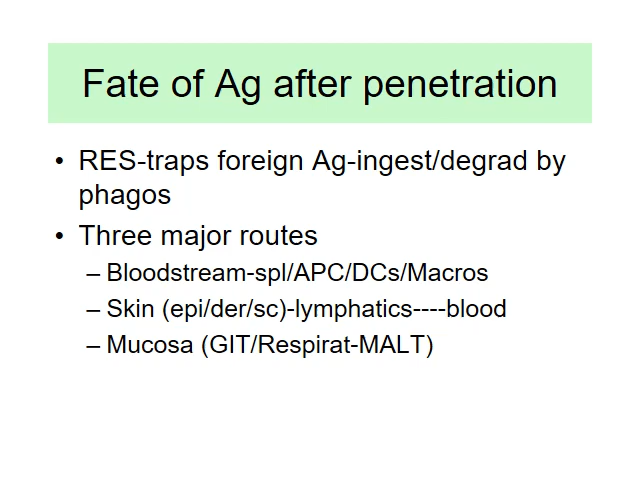 Fate of Ag after penetration
• RES-traps foreign Ag-ingest/degrad by
phagos
• Three major routes
– Bloodstream-spl/APC/DCs/Macros
– Skin (epi/der/sc)-lymphatics----blood
– Mucosa (GIT/Respirat-MALT)